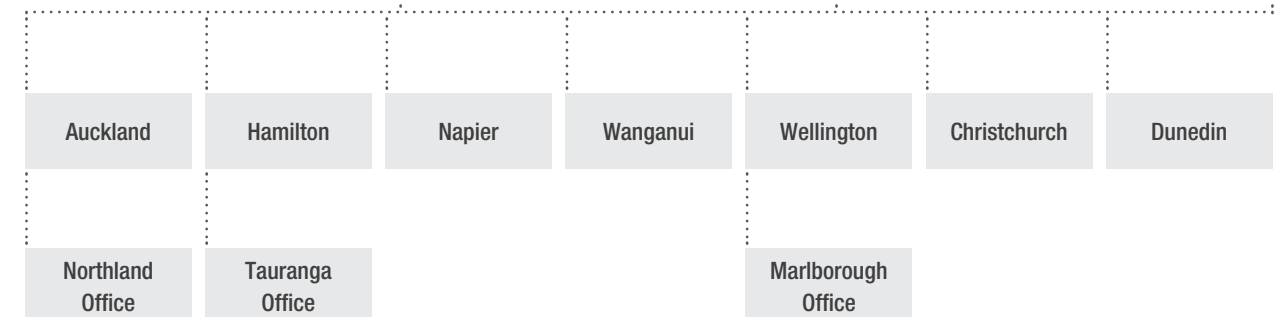 Auckland
Hamilton
Napier
Wanganui
Wellington
Christchurch
Dunedin
Northland
Office
Tauranga
Office
Marlborough
Office